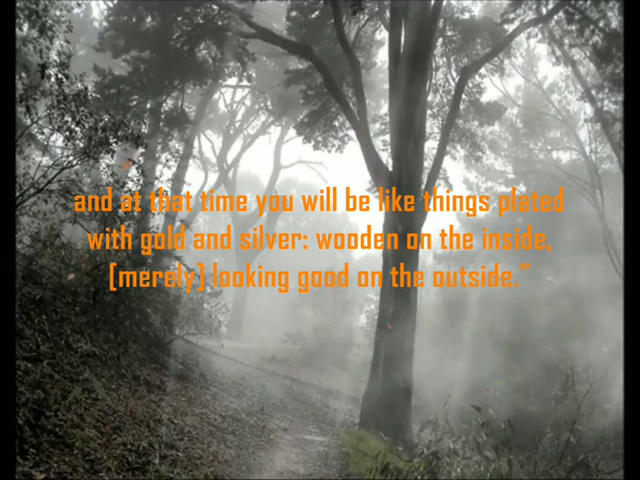 and at that time you will be like things plated
with gold and silver: wooden on the inside,
[merely] looking good on the outside."